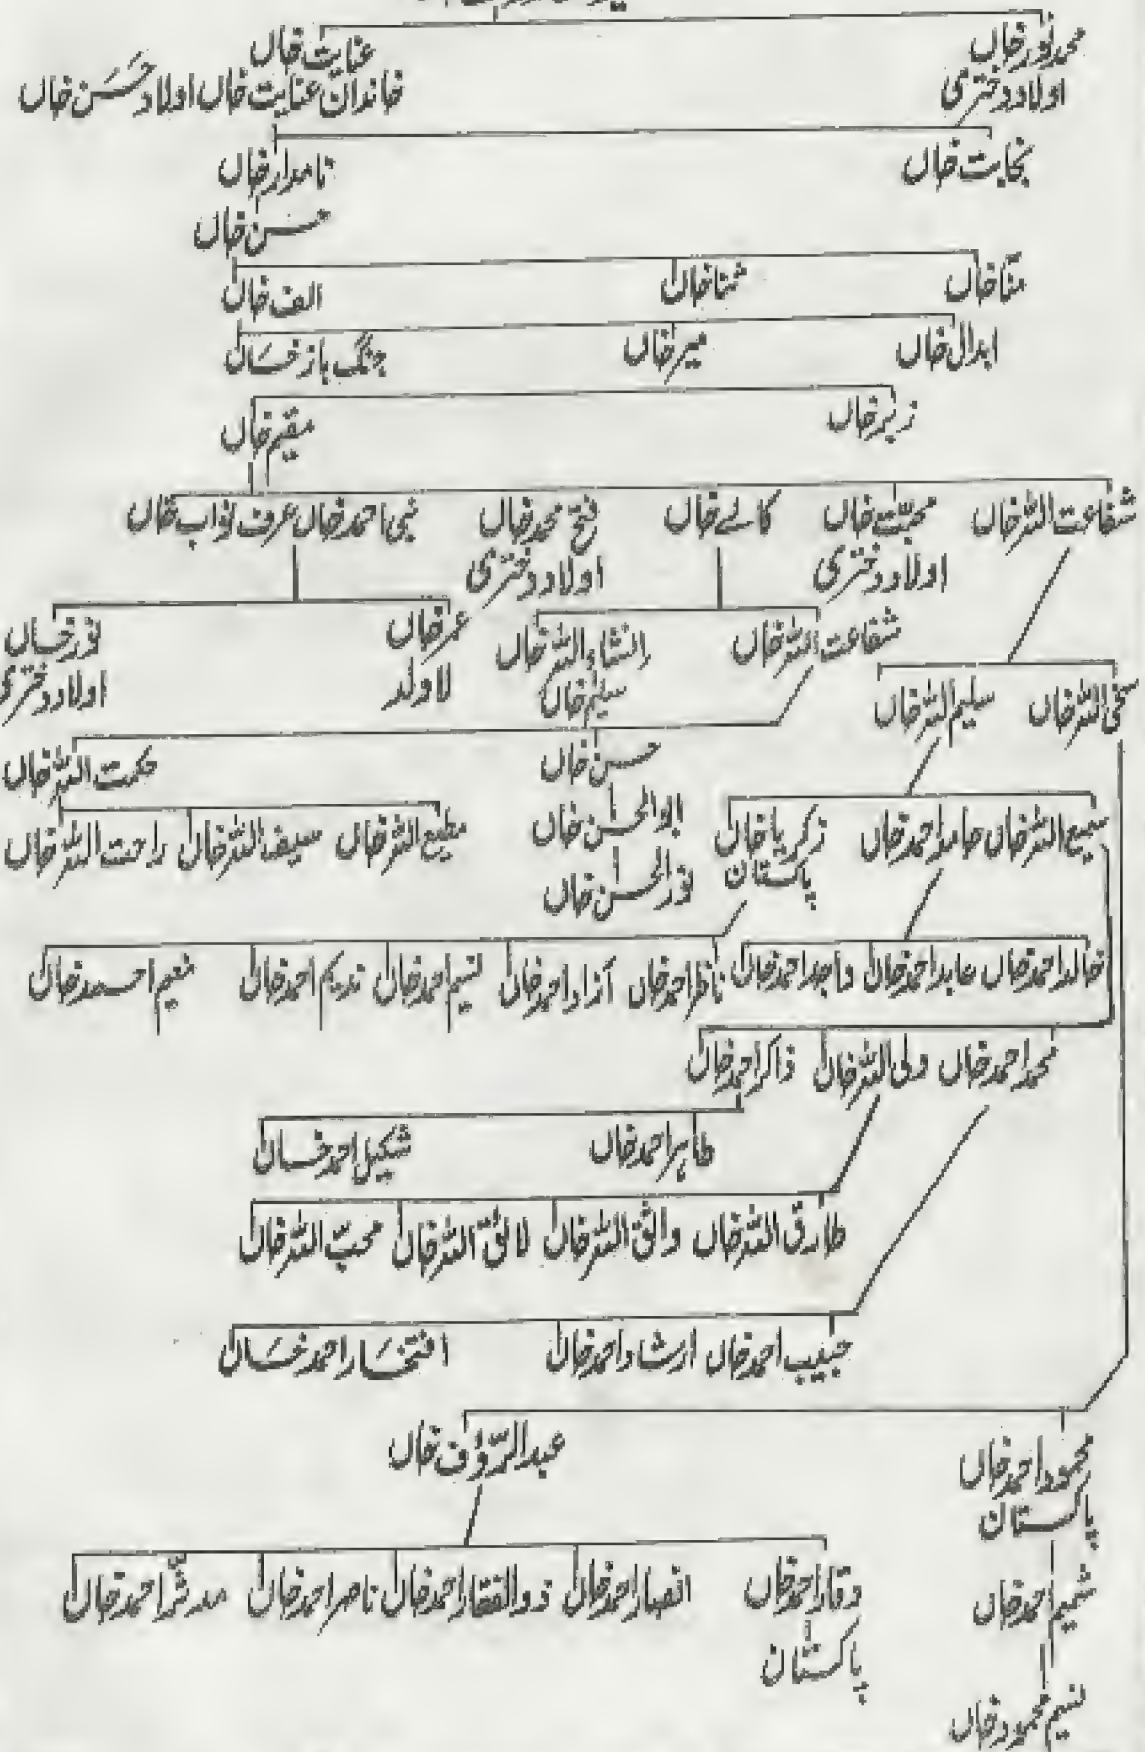 محمد نور خاں عنایت خاں
اولاد دختری خاندان عنایت خاں اولاد حَسَن خاں
نجابت خاں نامدار خاں
حسن خاں
منّا خاں ثنا خاں الف خاں
ابدال خاں میر خاں جنگ باز خاں
زبر خاں مقیم خاں
شفاعت اللہ خاں محبّت خاں کالے خاں فتح محمد خاں نبی احمد خاں عرف نواب خاں
اولاد دختری اولاد دختری
شفاعت اللہ خاں انشاء اللہ خاں عمر خاں نور خاں
سخی اللہ خاں سلیم اللہ خاں سلیم خاں لاولد اولاد دختری
حسن خاں حکمت اللہ خاں
سمیع اللہ خاں حامد احمد خاں زکریا خاں ابوالحسن خاں مطیع اللہ خاں سیف اللہ خاں راحت اللہ خاں
پاکستان نورالحسن خاں
خالد احمد خاں عابد احمد خاں واجد احمد خاں ناظر احمد خاں آزاد احمد خاں نسیم احمد خاں ندیم احمد خاں نعیم احمد خاں
محمد احمد خاں ولی اللہ خاں ذاکر احمد خاں
طاہر احمد خاں شکیل احمد خاں
طارق اللہ خاں واثق اللہ خاں لائق اللہ خاں محبّ اللہ خاں
حبیب احمد خاں ارشاد احمد خاں افتخار احمد خاں
محمود احمد خاں عبدالرّؤف خاں
پاکستان
شمیم احمد خاں وقار احمد خاں انصار احمد خاں ذوالفقار احمد خاں ناصر احمد خاں مدثّر احمد خاں
پاکستان
نسیم محمود خاں